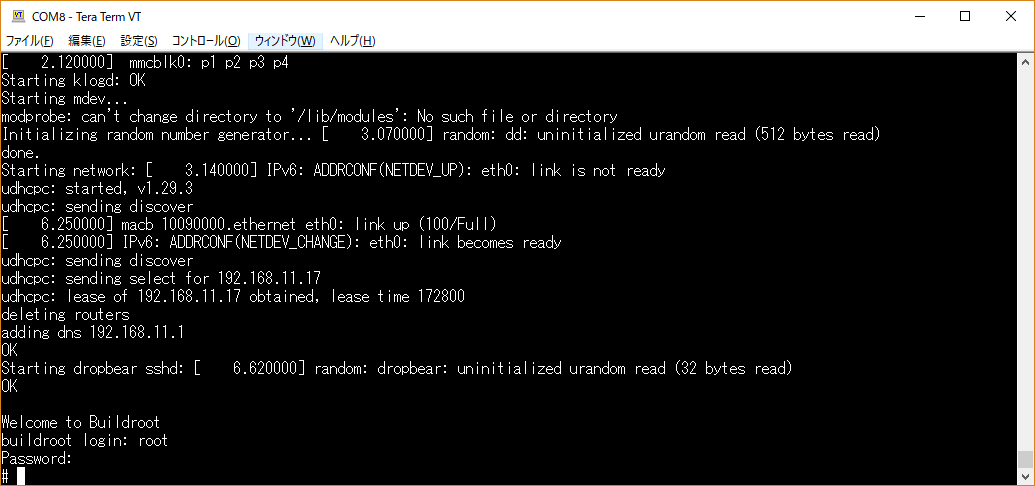 COM8 - Tera Term VT
ファイル(F) 編集(E) 設定(S) コントロール(O) ウィンドウ(W) ヘルプ(H)
[    2.120000]  mmcblk0: p1 p2 p3 p4
Starting klogd: OK
Starting mdev...
modprobe: can't change directory to '/lib/modules': No such file or directory
Initializing random number generator... [    3.070000] random: dd: uninitialized urandom read (512 bytes read)
done.
Starting network: [    3.140000] IPv6: ADDRCONF(NETDEV_UP): eth0: link is not ready
udhcpc: started, v1.29.3
udhcpc: sending discover
[    6.250000] macb 10090000.ethernet eth0: link up (100/Full)
[    6.250000] IPv6: ADDRCONF(NETDEV_CHANGE): eth0: link becomes ready
udhcpc: sending discover
udhcpc: sending select for 192.168.11.17
udhcpc: lease of 192.168.11.17 obtained, lease time 172800
deleting routers
adding dns 192.168.11.1
OK
Starting dropbear sshd: [    6.620000] random: dropbear: uninitialized urandom read (32 bytes read)
OK
Welcome to Buildroot
buildroot login: root
Password:
#